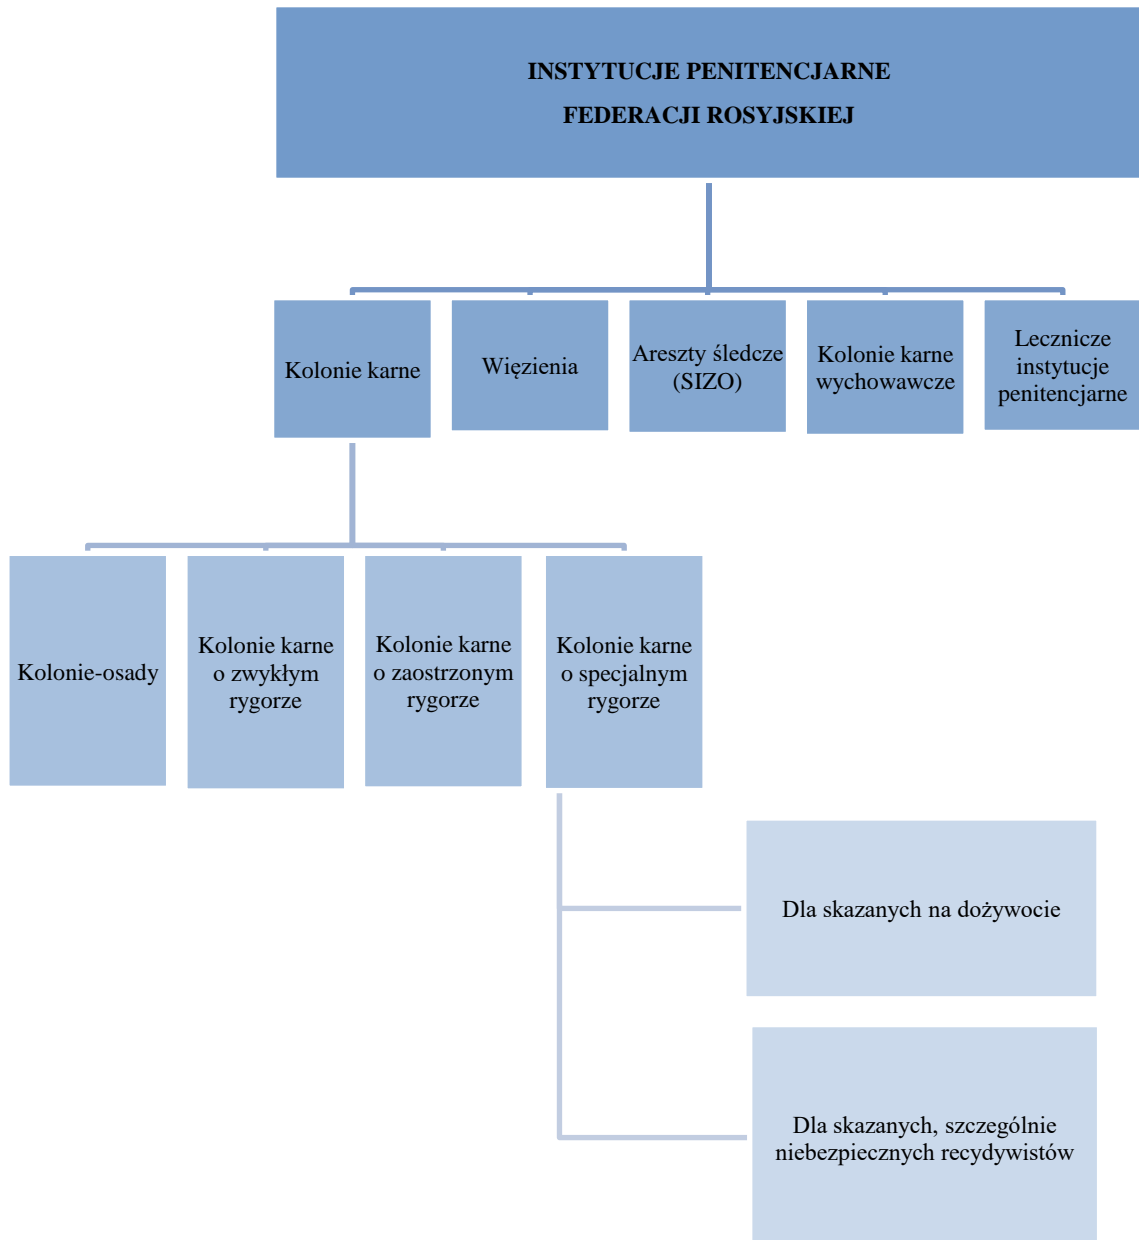 INSTYTUCJE PENITENCJARNE
FEDERACJI ROSYJSKIEJ
Kolonie karne
Więzienia
Areszty śledcze
(SIZO)
Kolonie karne
wychowawcze
Lecznicze
instytucje
penitencjarne
Kolonie-osady
Kolonie karne
o zwykłym
rygorze
Kolonie karne
o zaostrzonym
rygorze
Kolonie karne
o specjalnym
rygorze
Dla skazanych na dożywocie
Dla skazanych, szczególnie
niebezpiecznych recydywistów